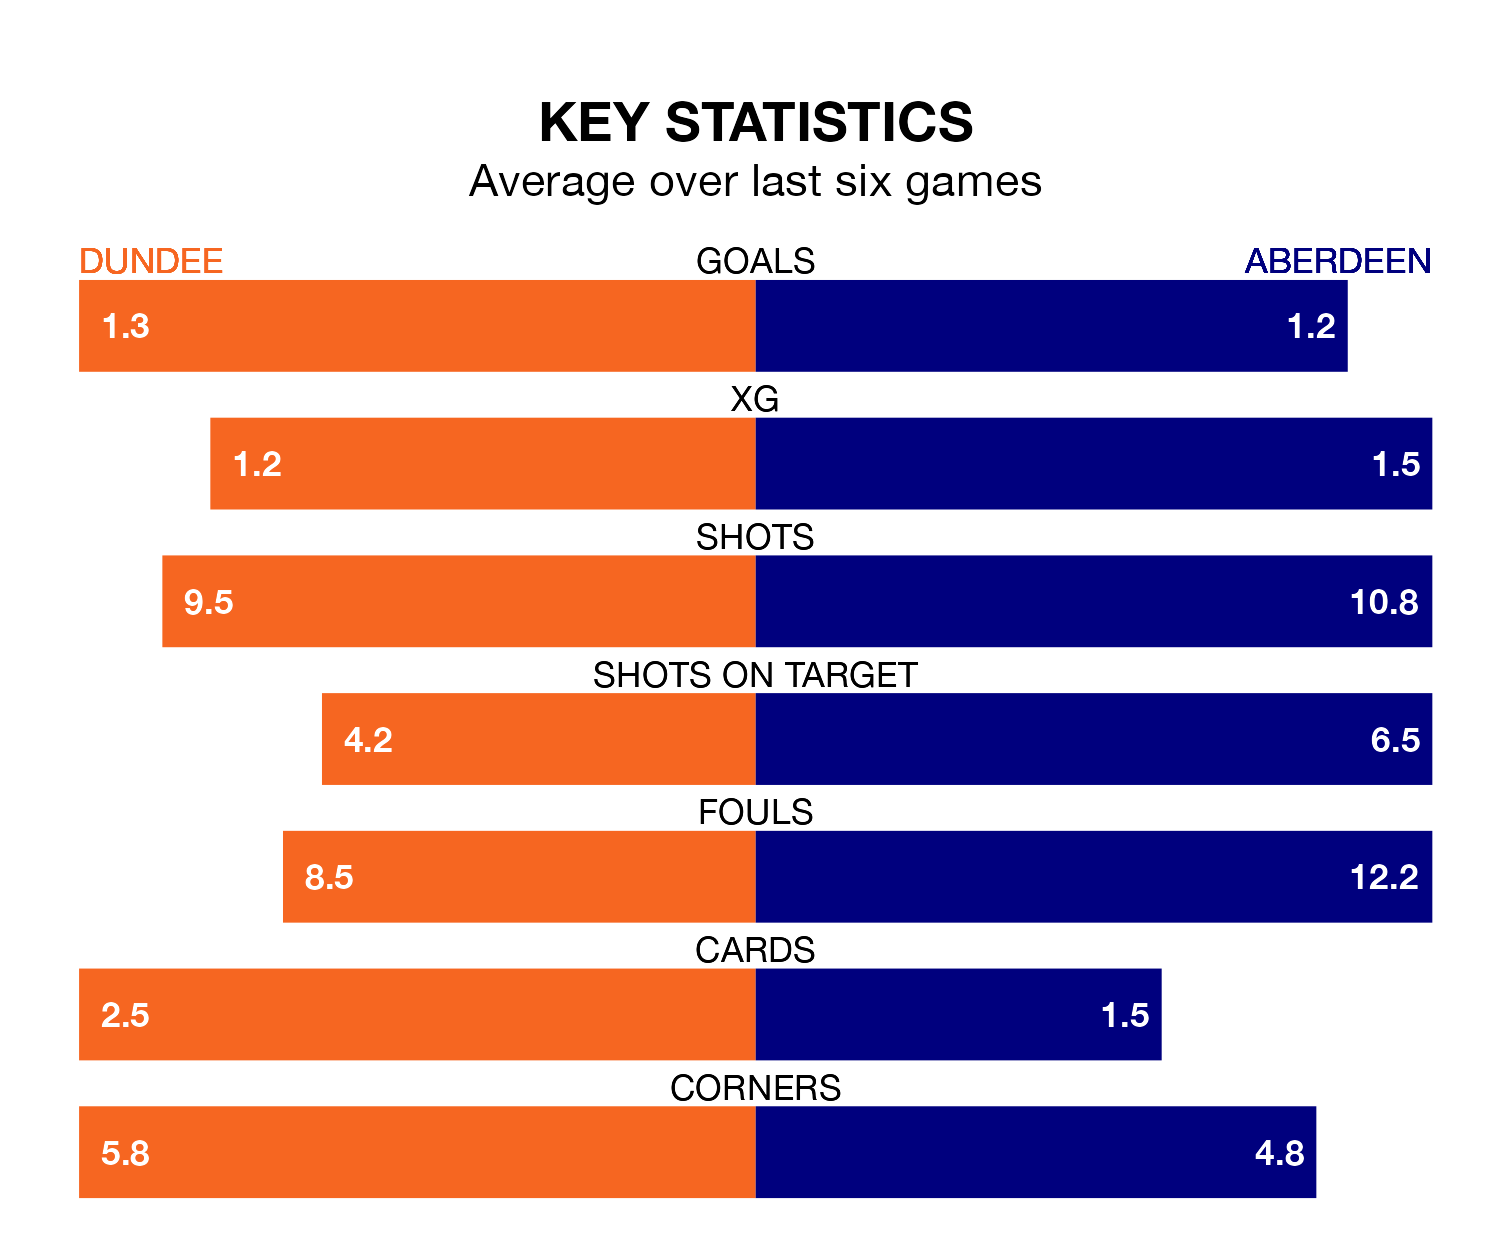 KEY STATISTICS
Average over last six games
DUNDEE GOALS ABERDEEN
1.3 1.2
XG
1.2 1.5
SHOTS
9.5 10.8
SHOTS ON TARGET
4.2 6.5
FOULS
8.5 12.2
CARDS
2.5 1.5
CORNERS
5.8 4.8